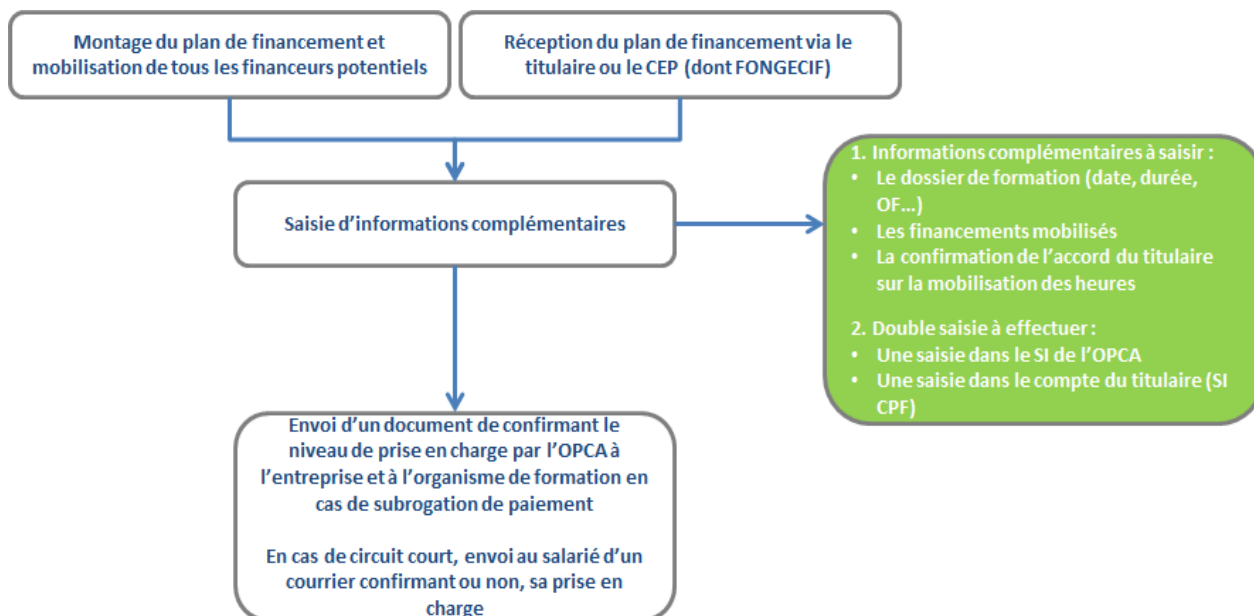 Montage du plan de financement et
mobilisation de tous les financeurs potentiels
Réception du plan de financement via le
titulaire ou le CEP (dont FONGECIF)
Saisie d’informations complémentaires
1. Informations complémentaires à saisir :
• Le dossier de formation (date, durée,
OF...)
• Les financements mobilisés
• La confirmation de l’accord du titulaire
sur la mobilisation des heures
2. Double saisie à effectuer :
• Une saisie dans le SI de l’OPCA
• Une saisie dans le compte du titulaire (SI
CPF)
Envoi d’un document de confirmant le
niveau de prise en charge par l’OPCA à
l’entreprise et à l’organisme de formation en
cas de subrogation de paiement
En cas de circuit court, envoi au salarié d’un
courrier confirmant ou non, sa prise en
charge